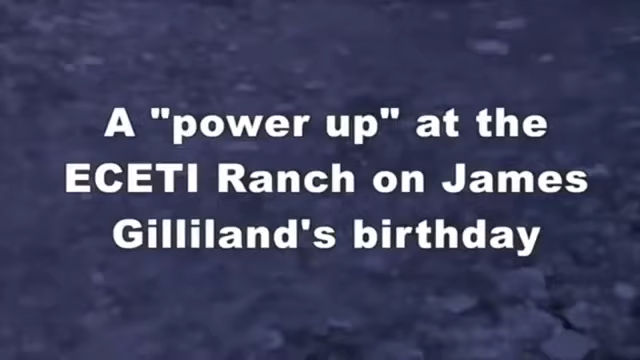 A "power up" at the
ECETI Ranch on James
Gilliland's birthday